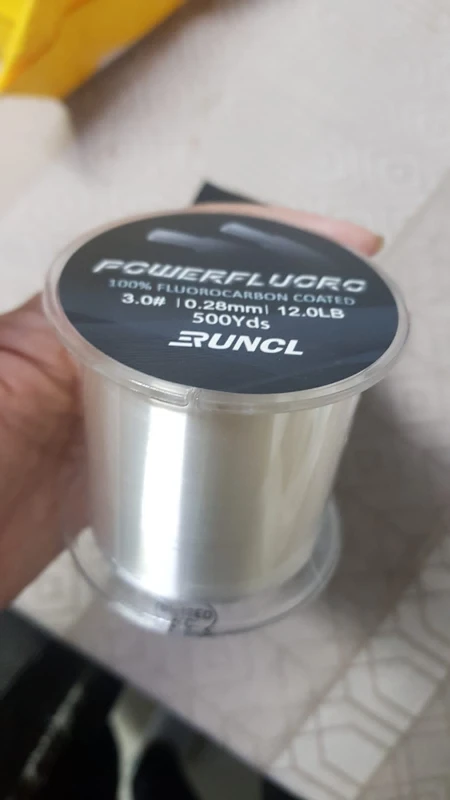 POWERFLUORO
100% FLUOROCARBON COATED
3.0# | 0.28mm | 12.0LB
500Yds
RUNCL